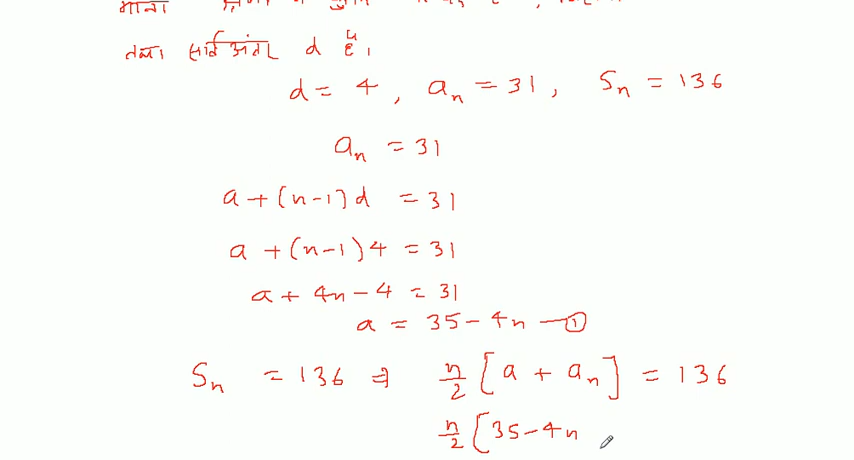 माना
तथा सार्व अंतर d है।
d = 4 , aₙ = 31 , Sₙ = 136
aₙ = 31
a + (n-1)d = 31
a + (n-1)4 = 31
a + 4n - 4 = 31
a = 35 - 4n — ①
Sₙ = 136 ⇒ n/2 [a + aₙ] = 136
n/2 [35 - 4n